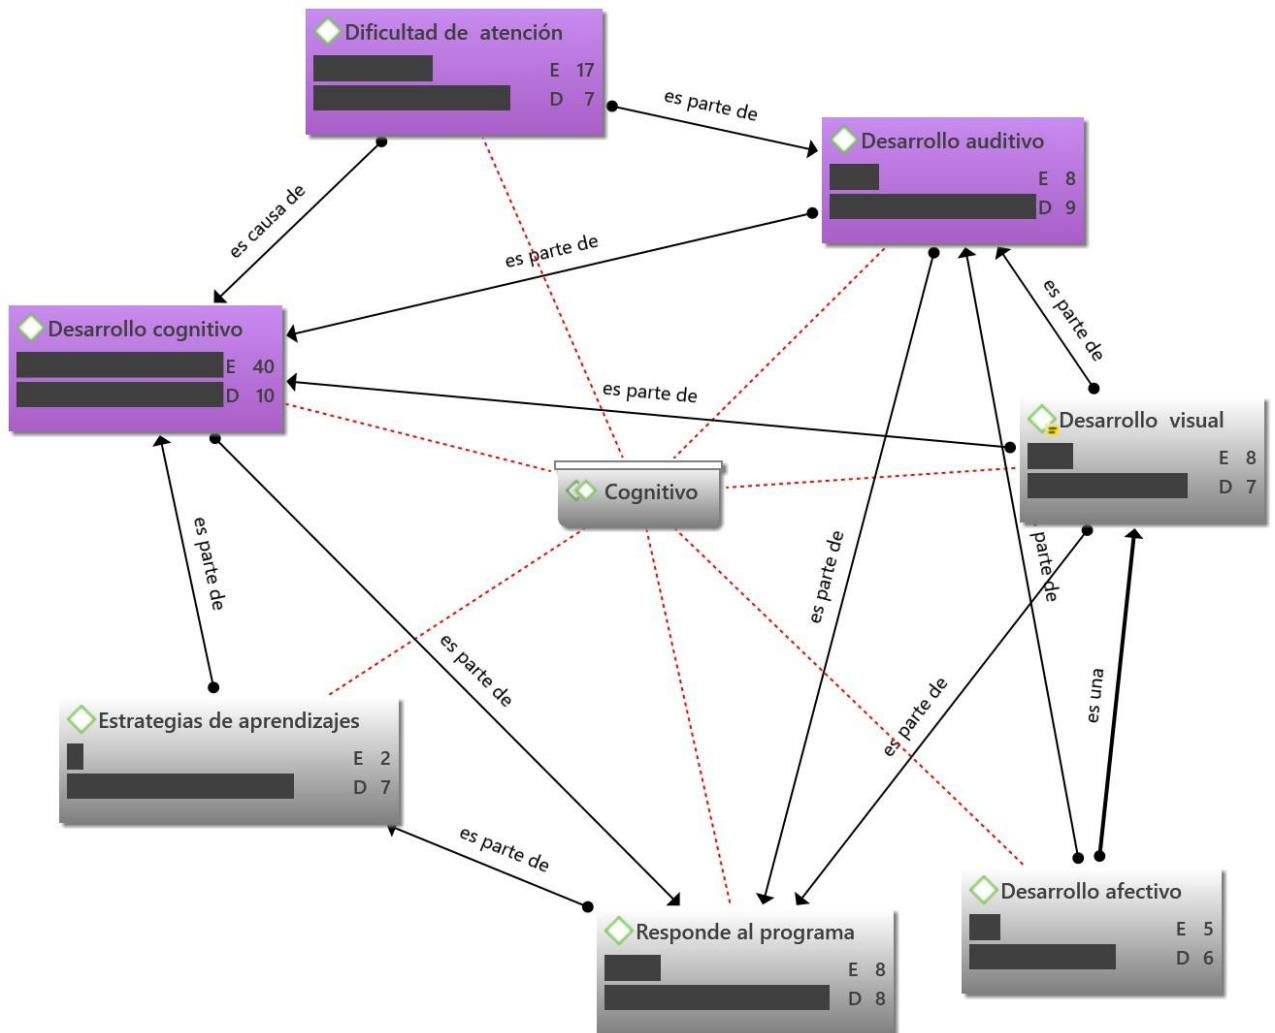 Dificultad de atención
E 17
D 7
es parte de
Desarrollo auditivo
E 8
D 9
es causa de
es parte de
es parte de
Desarrollo cognitivo
E 40
D 10
es parte de
Desarrollo visual
E 8
D 7
Cognitivo
es parte de
es parte de
parte de
es parte de
es parte de
es una
Estrategias de aprendizajes
E 2
D 7
es parte de
Responde al programa
E 8
D 8
Desarrollo afectivo
E 5
D 6